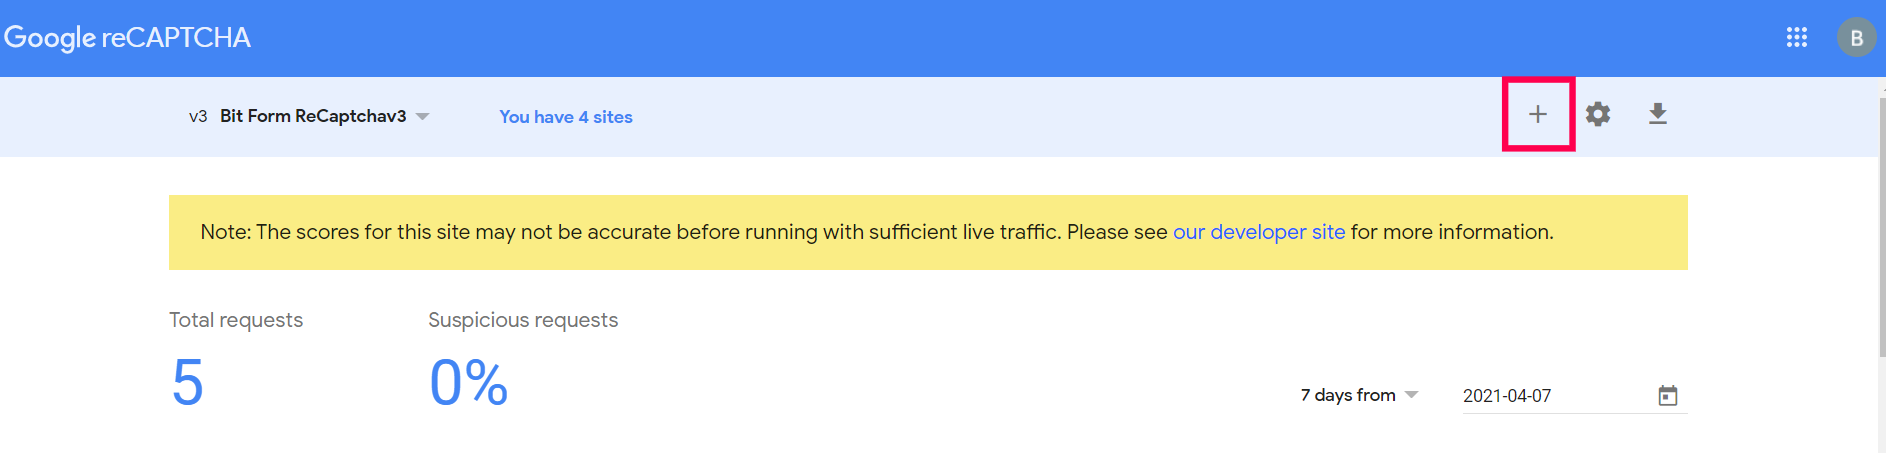 Google reCAPTCHA
B
v3 Bit Form ReCaptchav3 You have 4 sites
Note: The scores for this site may not be accurate before running with sufficient live traffic. Please see our developer site for more information.
Total requests Suspicious requests
5 0%
7 days from 2021-04-07